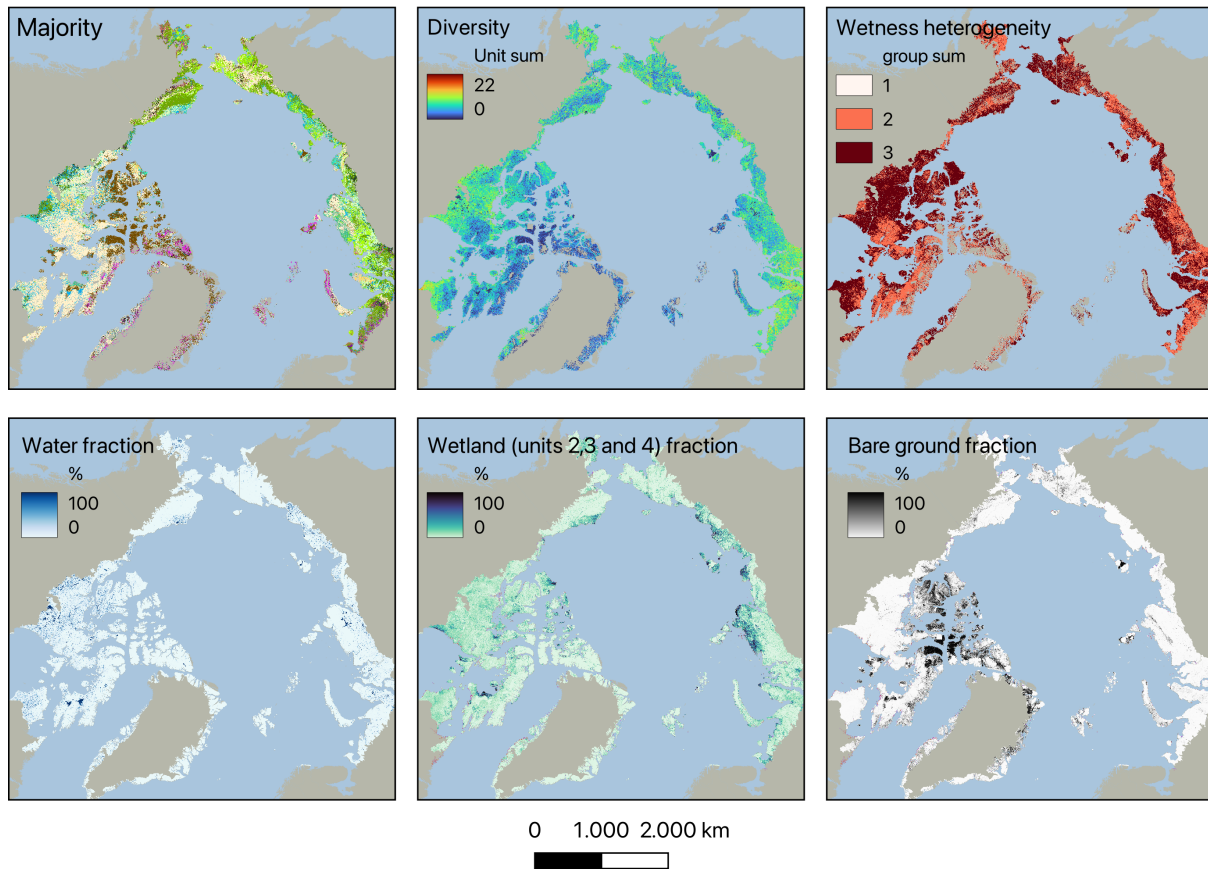 Majority
Diversity
Unit sum
22
0
Wetness heterogeneity
group sum
1
2
3
Water fraction
%
100
0
Wetland (units 2,3 and 4) fraction
%
100
0
Bare ground fraction
%
100
0
0 1.000 2.000 km